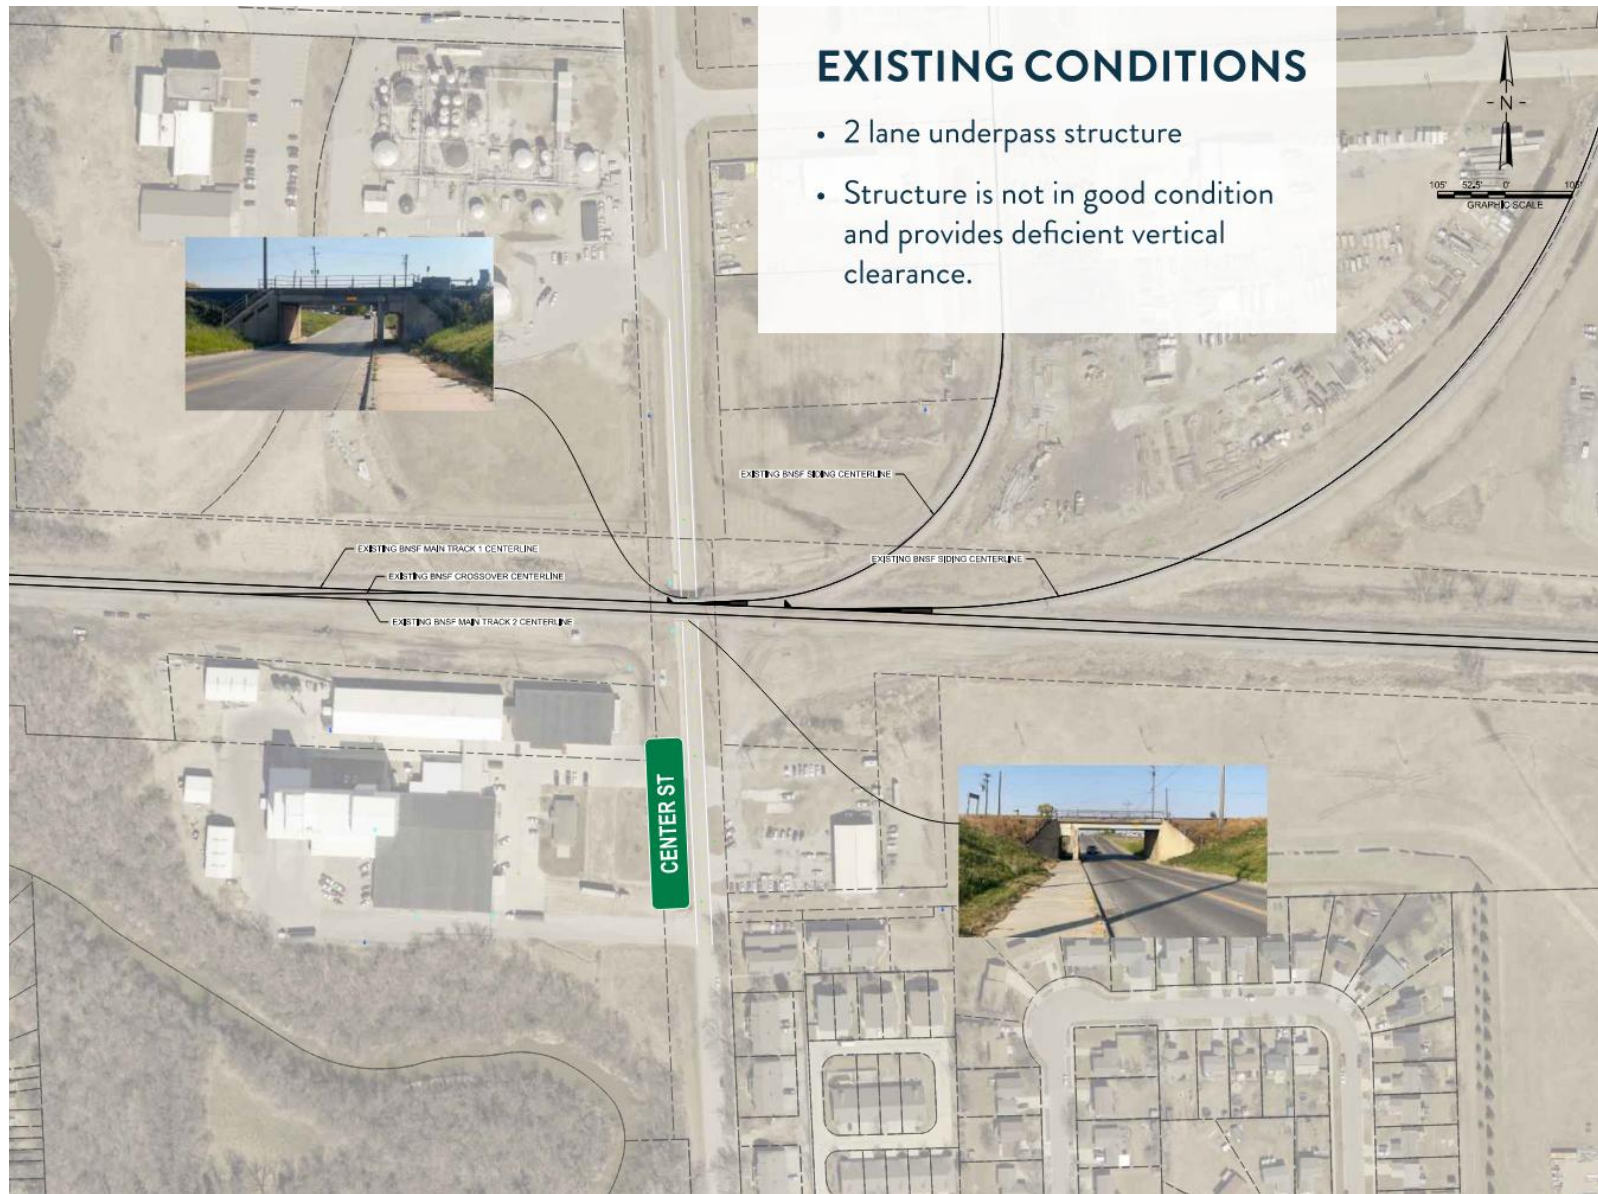 EXISTING CONDITIONS
• 2 lane underpass structure
• Structure is not in good condition
and provides deficient vertical
clearance.
- N -
105' 52.5' 0' 105'
GRAPHIC SCALE
EXISTING BNSF SIDING CENTERLINE
EXISTING BNSF MAIN TRACK 1 CENTERLINE
EXISTING BNSF SIDING CENTERLINE
EXISTING BNSF CROSSOVER CENTERLINE
EXISTING BNSF MAIN TRACK 2 CENTERLINE
CENTER ST